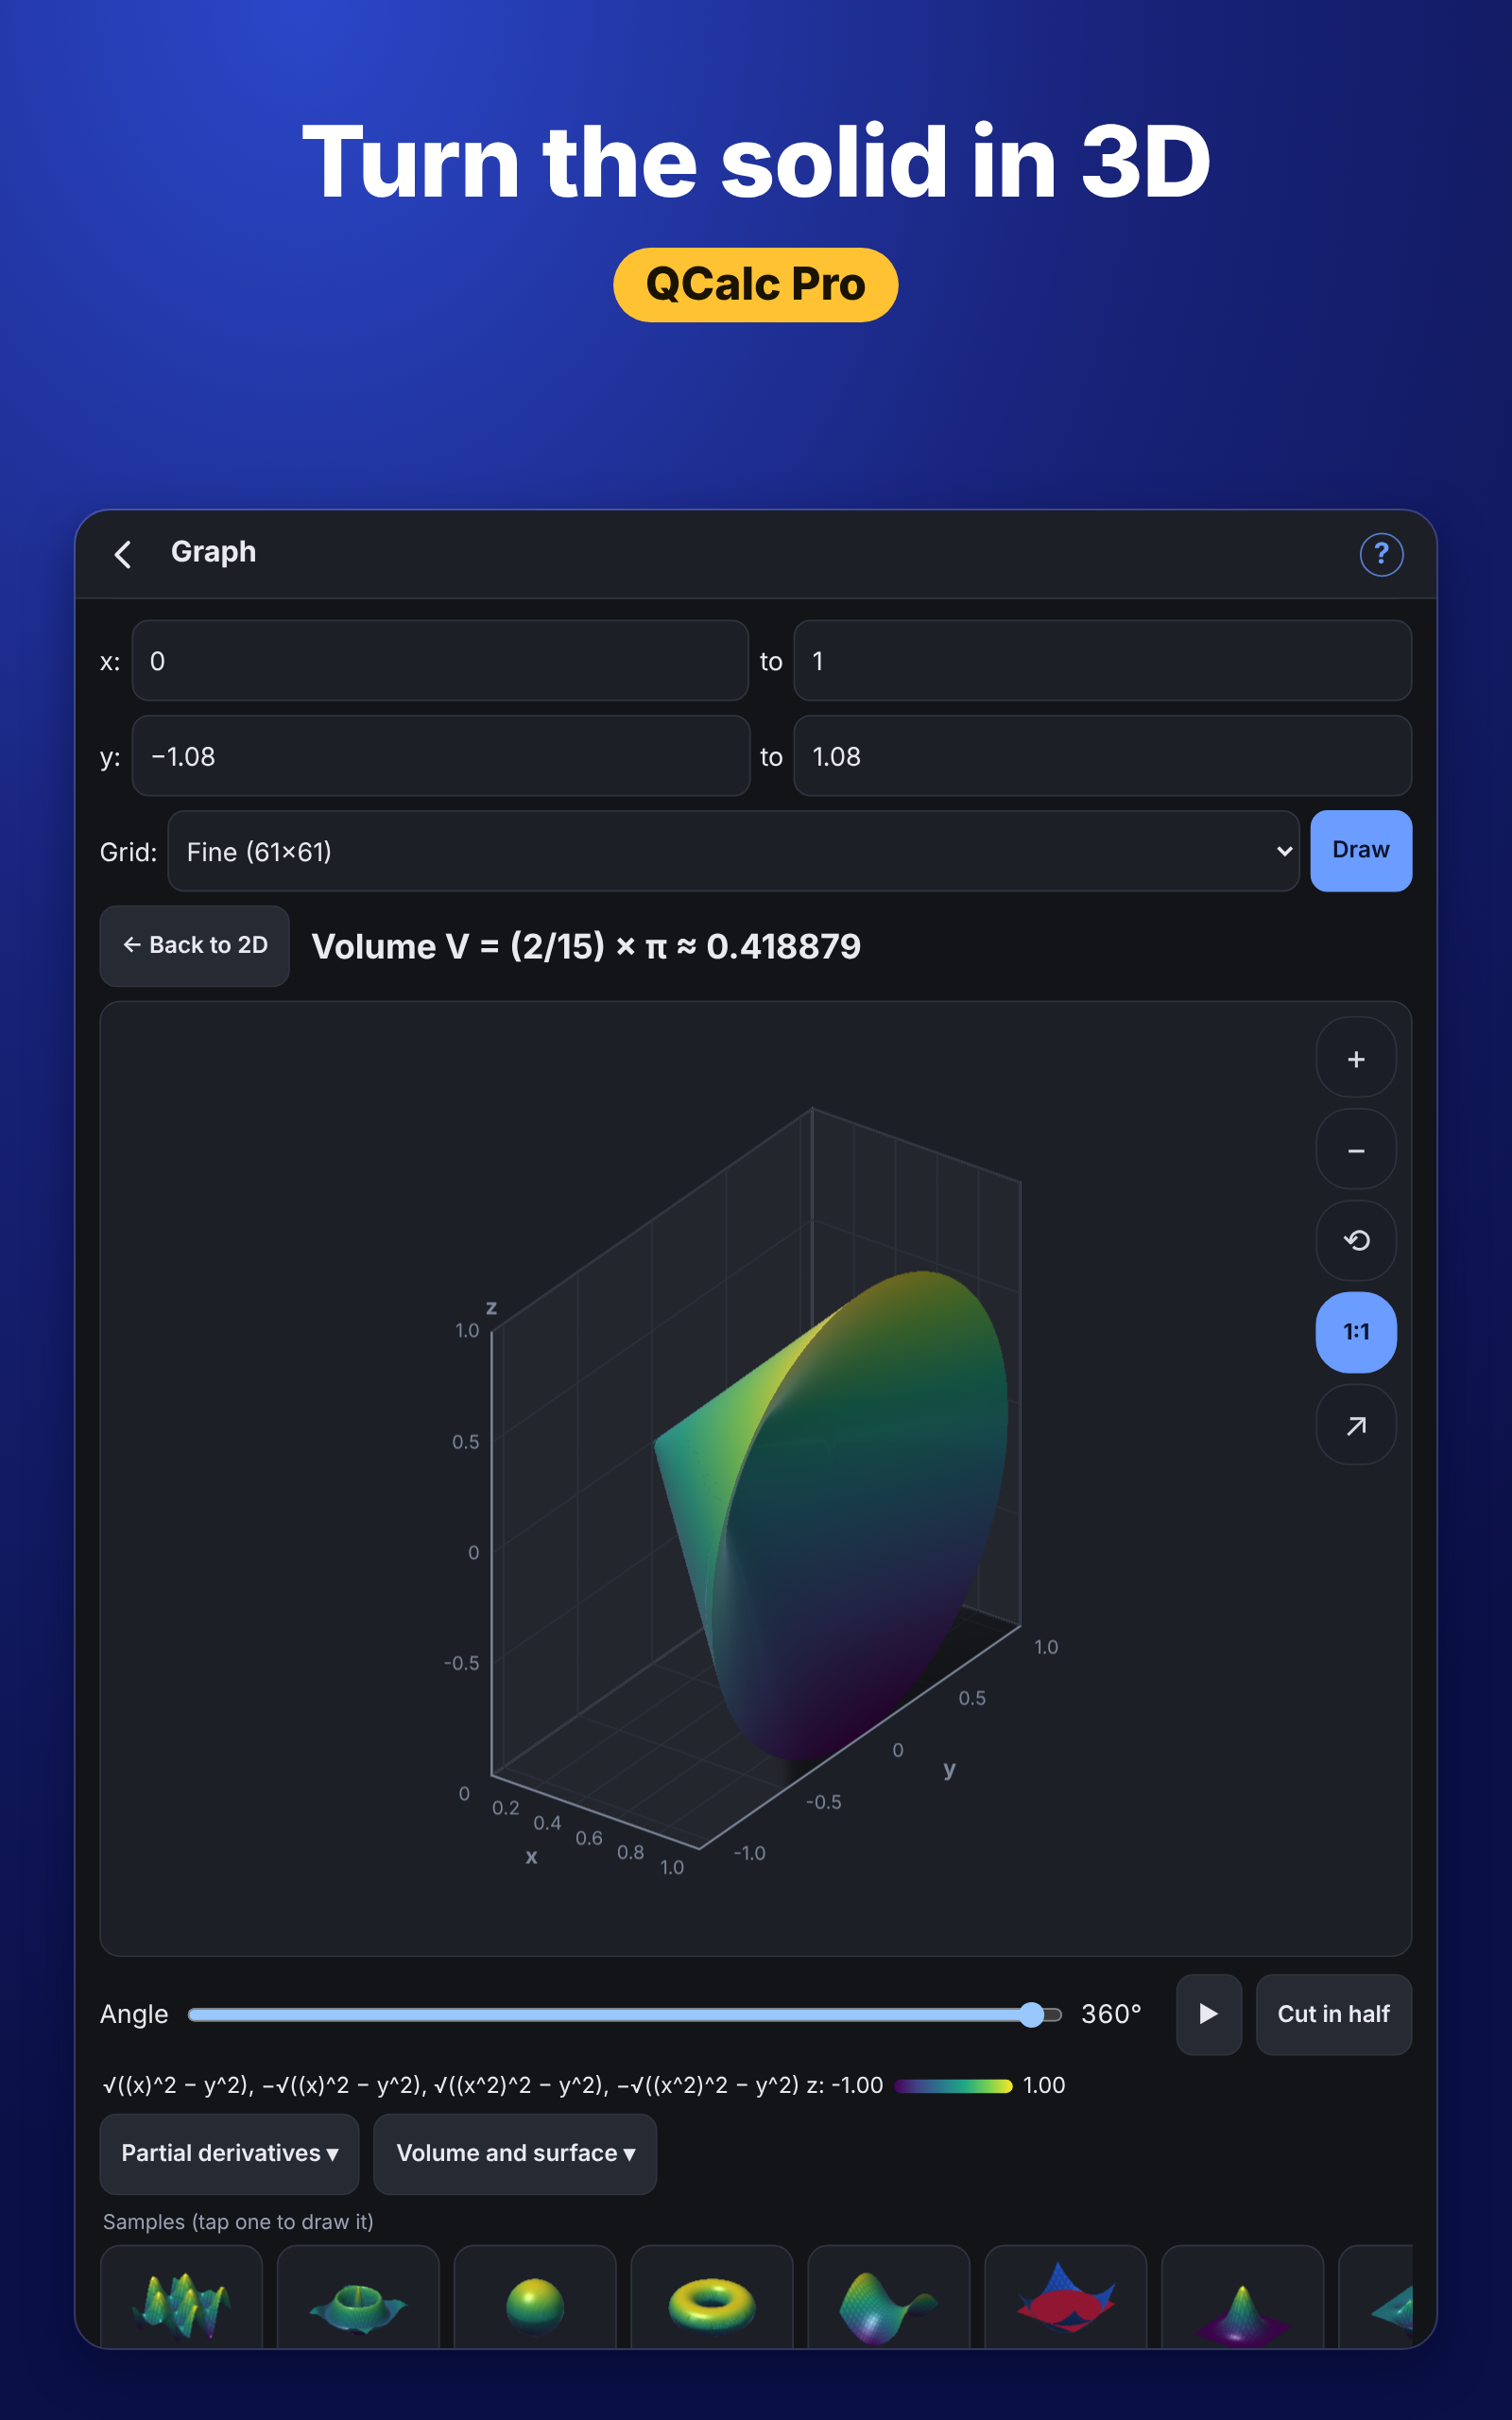 Turn the solid in 3D
QCalc Pro
Graph
?
x: 0 to 1
y: −1.08 to 1.08
Grid: Fine (61×61) Draw
← Back to 2D Volume V = (2/15) × π ≈ 0.418879
+
−
⟲
1:1
↗
z
1.0
0.5
0
-0.5
0
0.2
0.4
0.6
0.8
1.0
x
-1.0
-0.5
0
0.5
1.0
y
Angle 360° ▶ Cut in half
√((x)^2 − y^2), −√((x)^2 − y^2), √((x^2)^2 − y^2), −√((x^2)^2 − y^2) z: -1.00 1.00
Partial derivatives ▾ Volume and surface ▾
Samples (tap one to draw it)